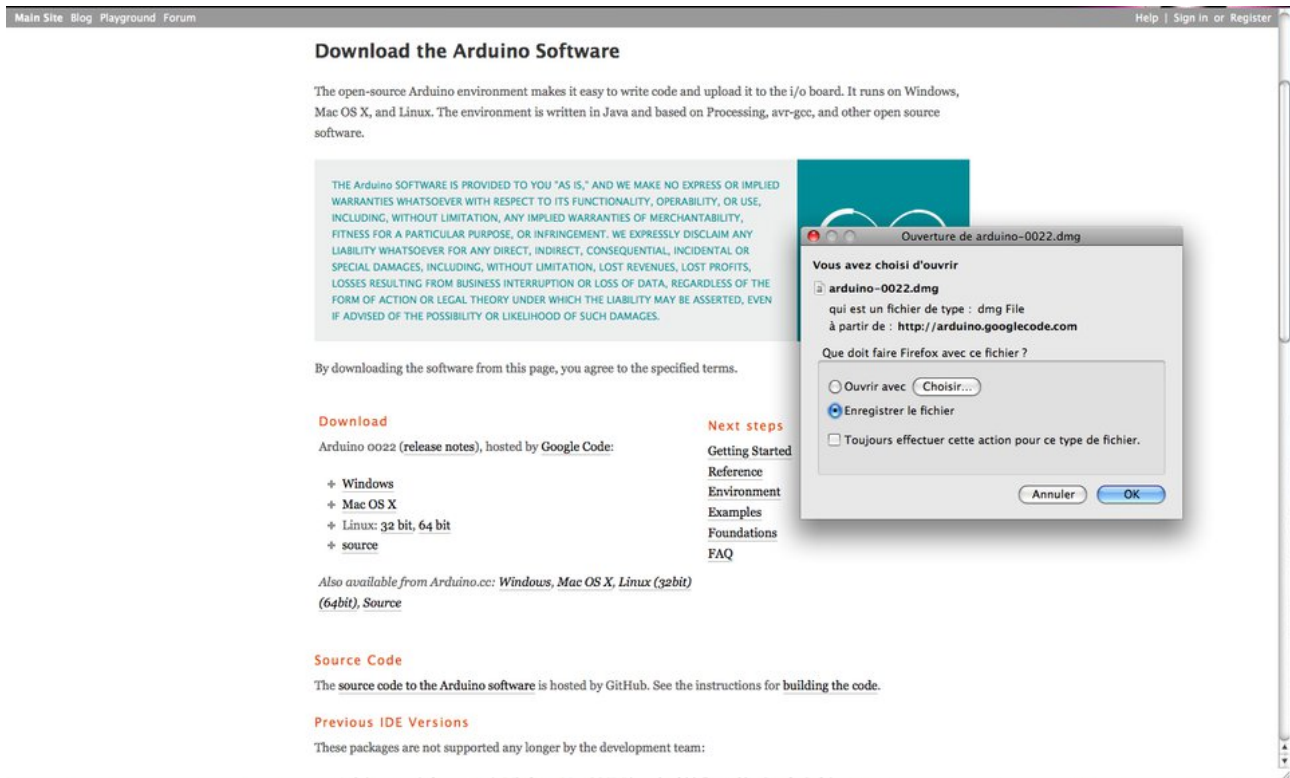 Main Site Blog Playground Forum
Help | Sign in or Register
Download the Arduino Software
The open-source Arduino environment makes it easy to write code and upload it to the i/o board. It runs on Windows,
Mac OS X, and Linux. The environment is written in Java and based on Processing, avr-gcc, and other open source
software.
THE Arduino SOFTWARE IS PROVIDED TO YOU "AS IS," AND WE MAKE NO EXPRESS OR IMPLIED
WARRANTIES WHATSOEVER WITH RESPECT TO ITS FUNCTIONALITY, OPERABILITY, OR USE,
INCLUDING, WITHOUT LIMITATION, ANY IMPLIED WARRANTIES OF MERCHANTABILITY,
FITNESS FOR A PARTICULAR PURPOSE, OR INFRINGEMENT. WE EXPRESSLY DISCLAIM ANY
LIABILITY WHATSOEVER FOR ANY DIRECT, INDIRECT, CONSEQUENTIAL, INCIDENTAL OR
SPECIAL DAMAGES, INCLUDING, WITHOUT LIMITATION, LOST REVENUES, LOST PROFITS,
LOSSES RESULTING FROM BUSINESS INTERRUPTION OR LOSS OF DATA, REGARDLESS OF THE
FORM OF ACTION OR LEGAL THEORY UNDER WHICH THE LIABILITY MAY BE ASSERTED, EVEN
IF ADVISED OF THE POSSIBILITY OR LIKELIHOOD OF SUCH DAMAGES.
By downloading the software from this page, you agree to the specified terms.
Download
Arduino 0022 (release notes), hosted by Google Code:
Windows
Mac OS X
Linux: 32 bit, 64 bit
source
Also available from Arduino.cc: Windows, Mac OS X, Linux (32bit)
(64bit), Source
Next steps
Getting Started
Reference
Environment
Examples
Foundations
FAQ
Ouverture de arduino-0022.dmg
Vous avez choisi d'ouvrir
arduino-0022.dmg
qui est un fichier de type : dmg File
à partir de : http://arduino.googlecode.com
Que doit faire Firefox avec ce fichier ?
Ouvrir avec Choisir...
Enregistrer le fichier
Toujours effectuer cette action pour ce type de fichier.
Annuler OK
Source Code
The source code to the Arduino software is hosted by GitHub. See the instructions for building the code.
Previous IDE Versions
These packages are not supported any longer by the development team: